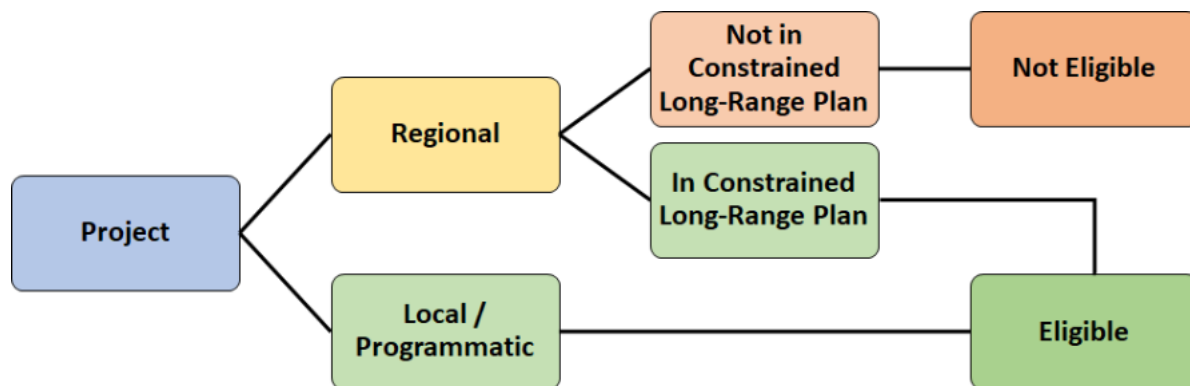 Not in
Constrained
Long-Range Plan
Not Eligible
Regional
In Constrained
Long-Range Plan
Project
Local /
Programmatic
Eligible